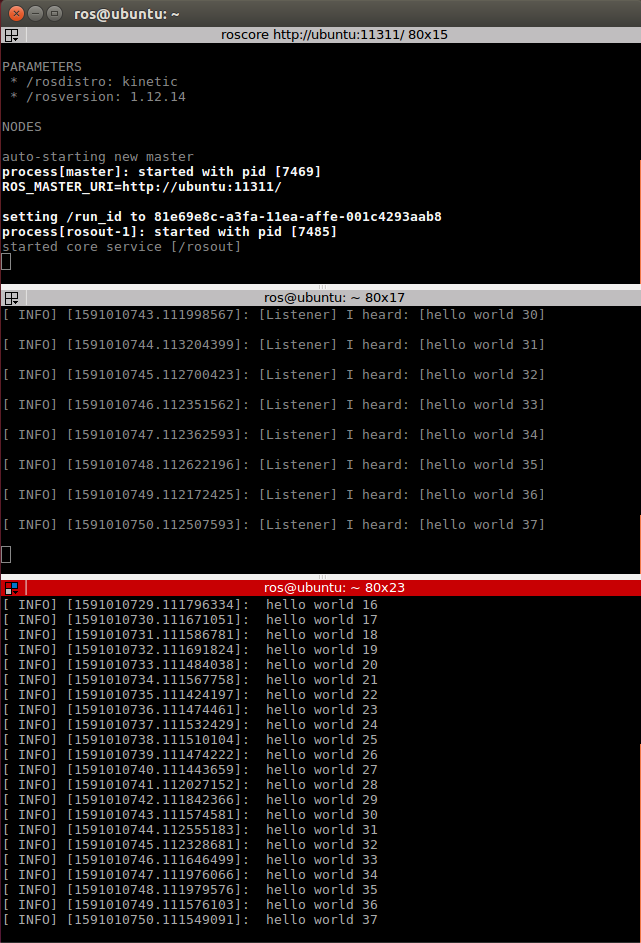 ros@ubuntu: ~
roscore http://ubuntu:11311/ 80x15
PARAMETERS
 * /rosdistro: kinetic
 * /rosversion: 1.12.14
NODES
auto-starting new master
process[master]: started with pid [7469]
ROS_MASTER_URI=http://ubuntu:11311/
setting /run_id to 81e69e8c-a3fa-11ea-affe-001c4293aab8
process[rosout-1]: started with pid [7485]
started core service [/rosout]
ros@ubuntu: ~ 80x17
[ INFO] [1591010743.111998567]: [Listener] I heard: [hello world 30]
[ INFO] [1591010744.113204399]: [Listener] I heard: [hello world 31]
[ INFO] [1591010745.112700423]: [Listener] I heard: [hello world 32]
[ INFO] [1591010746.112351562]: [Listener] I heard: [hello world 33]
[ INFO] [1591010747.112362593]: [Listener] I heard: [hello world 34]
[ INFO] [1591010748.112622196]: [Listener] I heard: [hello world 35]
[ INFO] [1591010749.112172425]: [Listener] I heard: [hello world 36]
[ INFO] [1591010750.112507593]: [Listener] I heard: [hello world 37]
ros@ubuntu: ~ 80x23
[ INFO] [1591010729.111796334]:  hello world 16
[ INFO] [1591010730.111671051]:  hello world 17
[ INFO] [1591010731.111586781]:  hello world 18
[ INFO] [1591010732.111691824]:  hello world 19
[ INFO] [1591010733.111484038]:  hello world 20
[ INFO] [1591010734.111567758]:  hello world 21
[ INFO] [1591010735.111424197]:  hello world 22
[ INFO] [1591010736.111474461]:  hello world 23
[ INFO] [1591010737.111532429]:  hello world 24
[ INFO] [1591010738.111510104]:  hello world 25
[ INFO] [1591010739.111474222]:  hello world 26
[ INFO] [1591010740.111443659]:  hello world 27
[ INFO] [1591010741.112027152]:  hello world 28
[ INFO] [1591010742.111842366]:  hello world 29
[ INFO] [1591010743.111574581]:  hello world 30
[ INFO] [1591010744.112555183]:  hello world 31
[ INFO] [1591010745.112328681]:  hello world 32
[ INFO] [1591010746.111646499]:  hello world 33
[ INFO] [1591010747.111976066]:  hello world 34
[ INFO] [1591010748.111979576]:  hello world 35
[ INFO] [1591010749.111576103]:  hello world 36
[ INFO] [1591010750.111549091]:  hello world 37